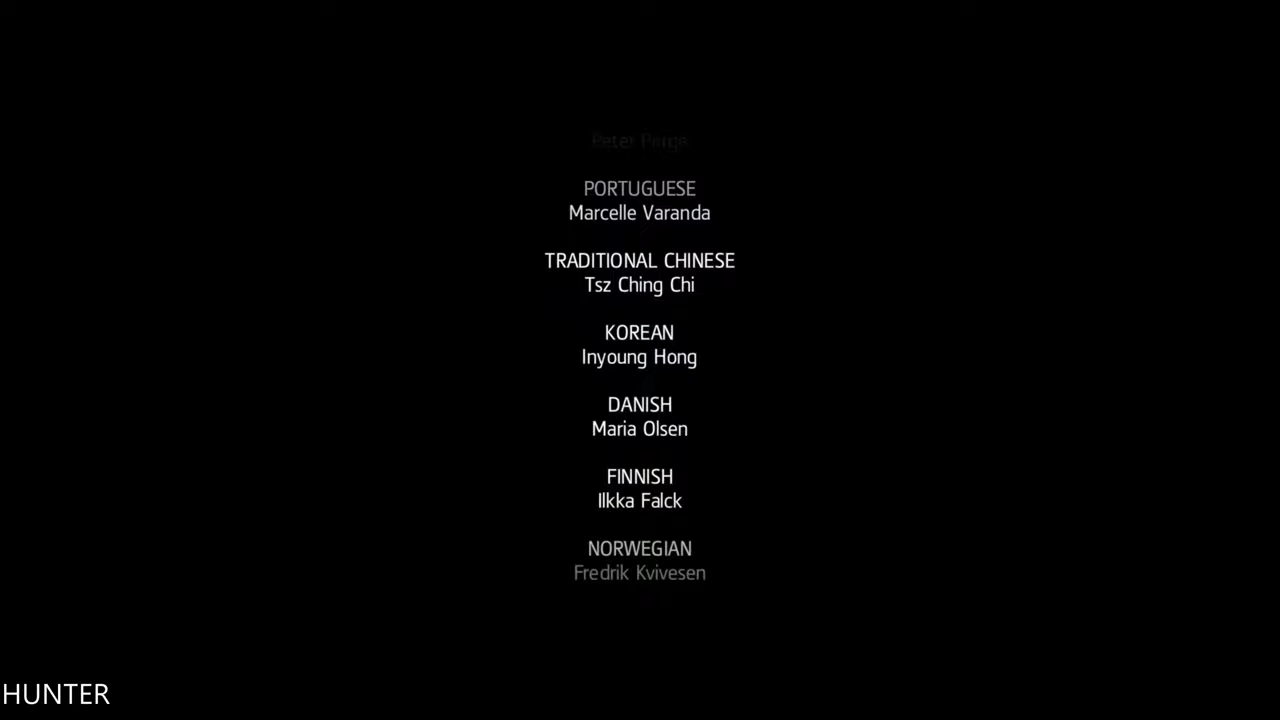 PORTUGUESE
Marcelle Varanda
TRADITIONAL CHINESE
Tsz Ching Chi
KOREAN
Inyoung Hong
DANISH
Maria Olsen
FINNISH
Ilkka Falck
NORWEGIAN
Fredrik Kvivesen
HUNTER